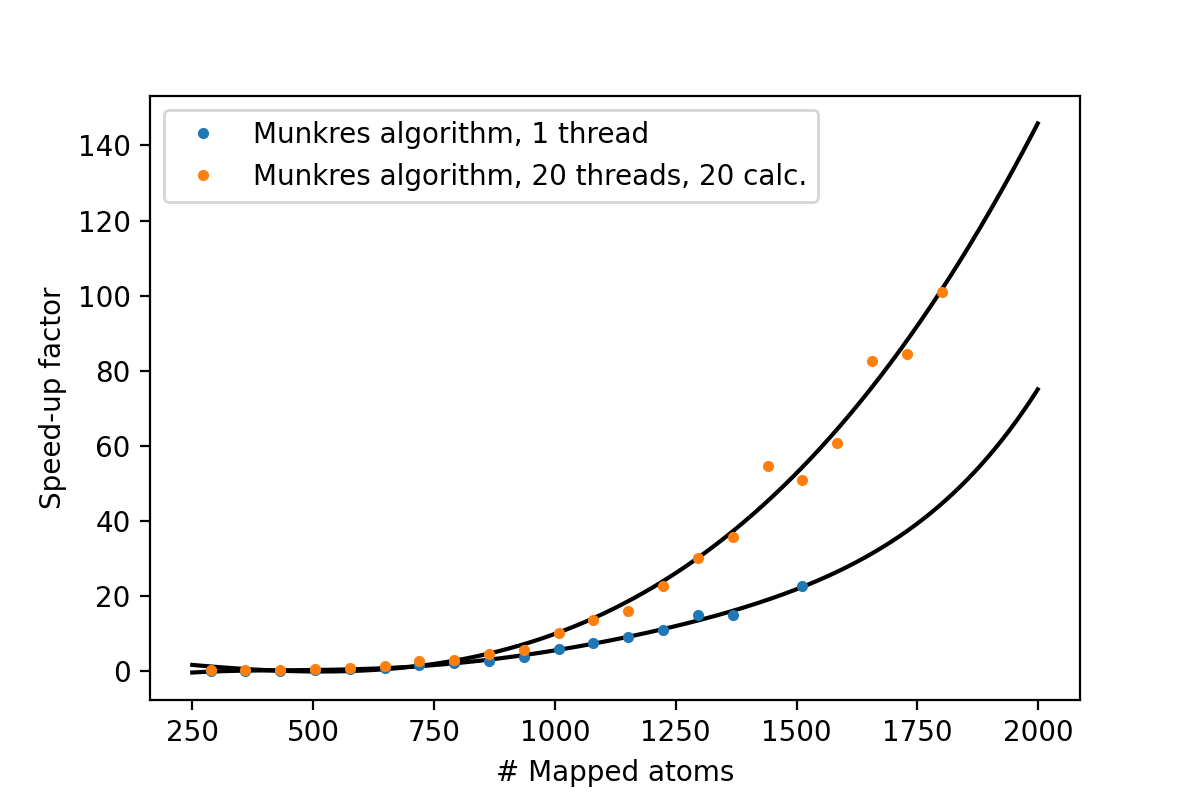 Munkres algorithm, 1 thread
Munkres algorithm, 20 threads, 20 calc.
140
120
100
80
60
40
20
0
Speed-up factor
250 500 750 1000 1250 1500 1750 2000
# Mapped atoms